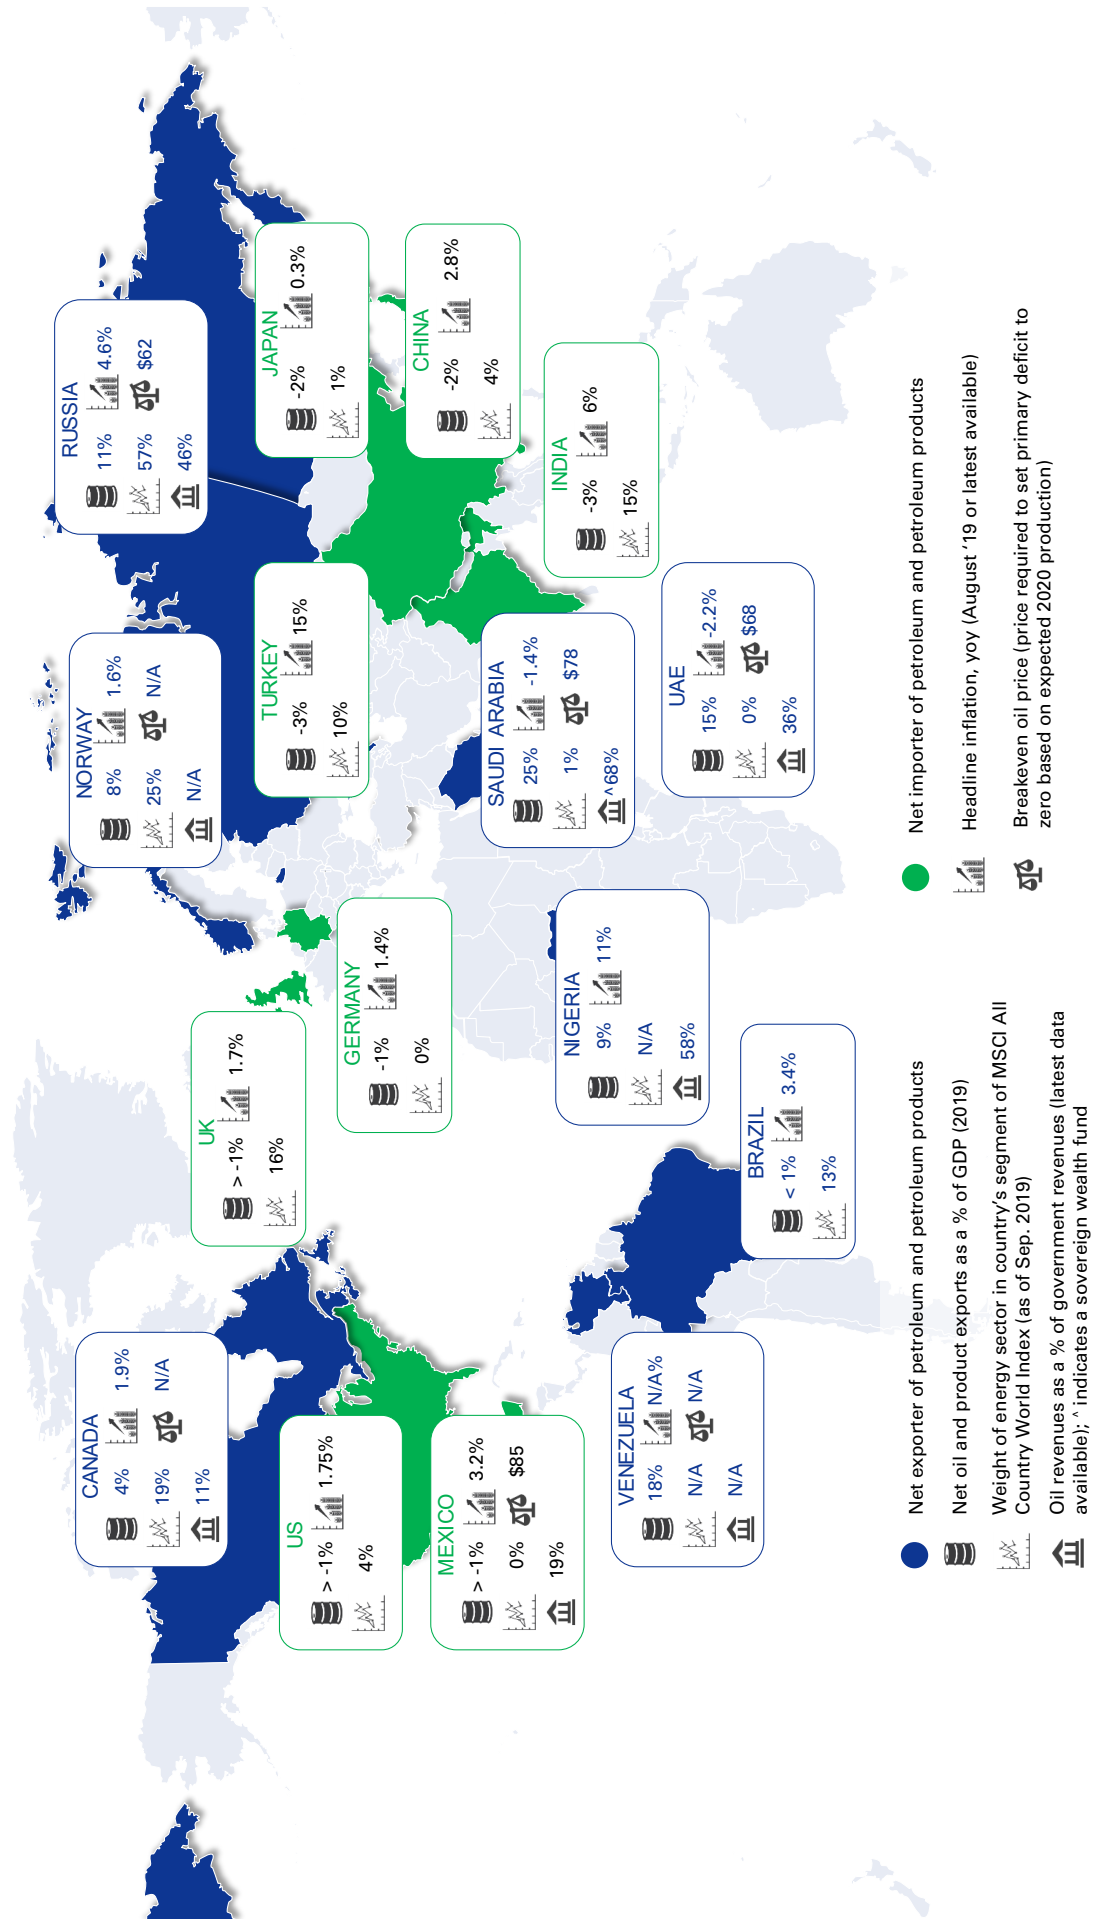 CANADA
4%
1.9%
19%
N/A
11%
US
> -1%
1.75%
4%
MEXICO
> -1%
3.2%
0%
$85
19%
VENEZUELA
18%
N/A%
N/A
N/A
N/A
UK
> -1%
1.7%
16%
GERMANY
-1%
1.4%
0%
NIGERIA
9%
11%
N/A
58%
BRAZIL
< 1%
3.4%
13%
NORWAY
8%
1.6%
25%
N/A
N/A
TURKEY
-3%
15%
10%
SAUDI ARABIA
25%
-1.4%
1%
$78
^68%
UAE
15%
-2.2%
0%
$68
36%
RUSSIA
11%
4.6%
57%
$62
46%
JAPAN
-2%
0.3%
1%
CHINA
-2%
2.8%
4%
INDIA
-3%
6%
15%
Net exporter of petroleum and petroleum products
Net oil and product exports as a % of GDP (2019)
Weight of energy sector in country's segment of MSCI All
Country World Index (as of Sep. 2019)
Oil revenues as a % of government revenues (latest data
available); ^ indicates a sovereign wealth fund
Net importer of petroleum and petroleum products
Headline inflation, yoy (August ‘19 or latest available)
Breakeven oil price (price required to set primary deficit to
zero based on expected 2020 production)